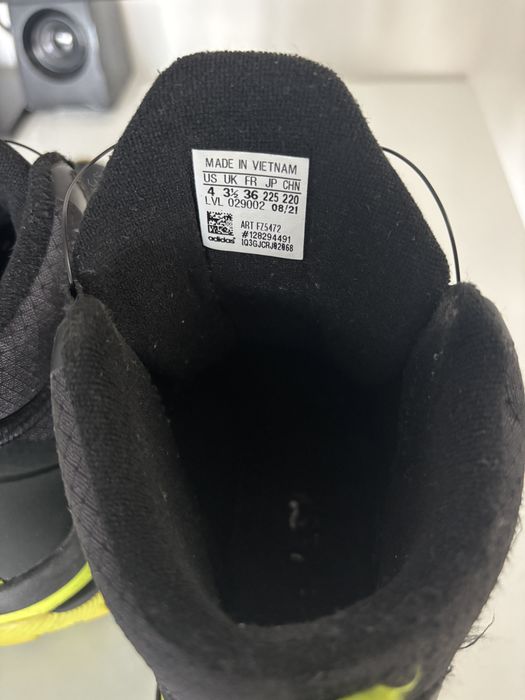 MADE IN VIETNAM
US UK FR JP CHN
4 3½ 36 225 220
LVL 029002 08/21
ART FZ5472
#128294491
adidas 1Q3GJCRJ02068